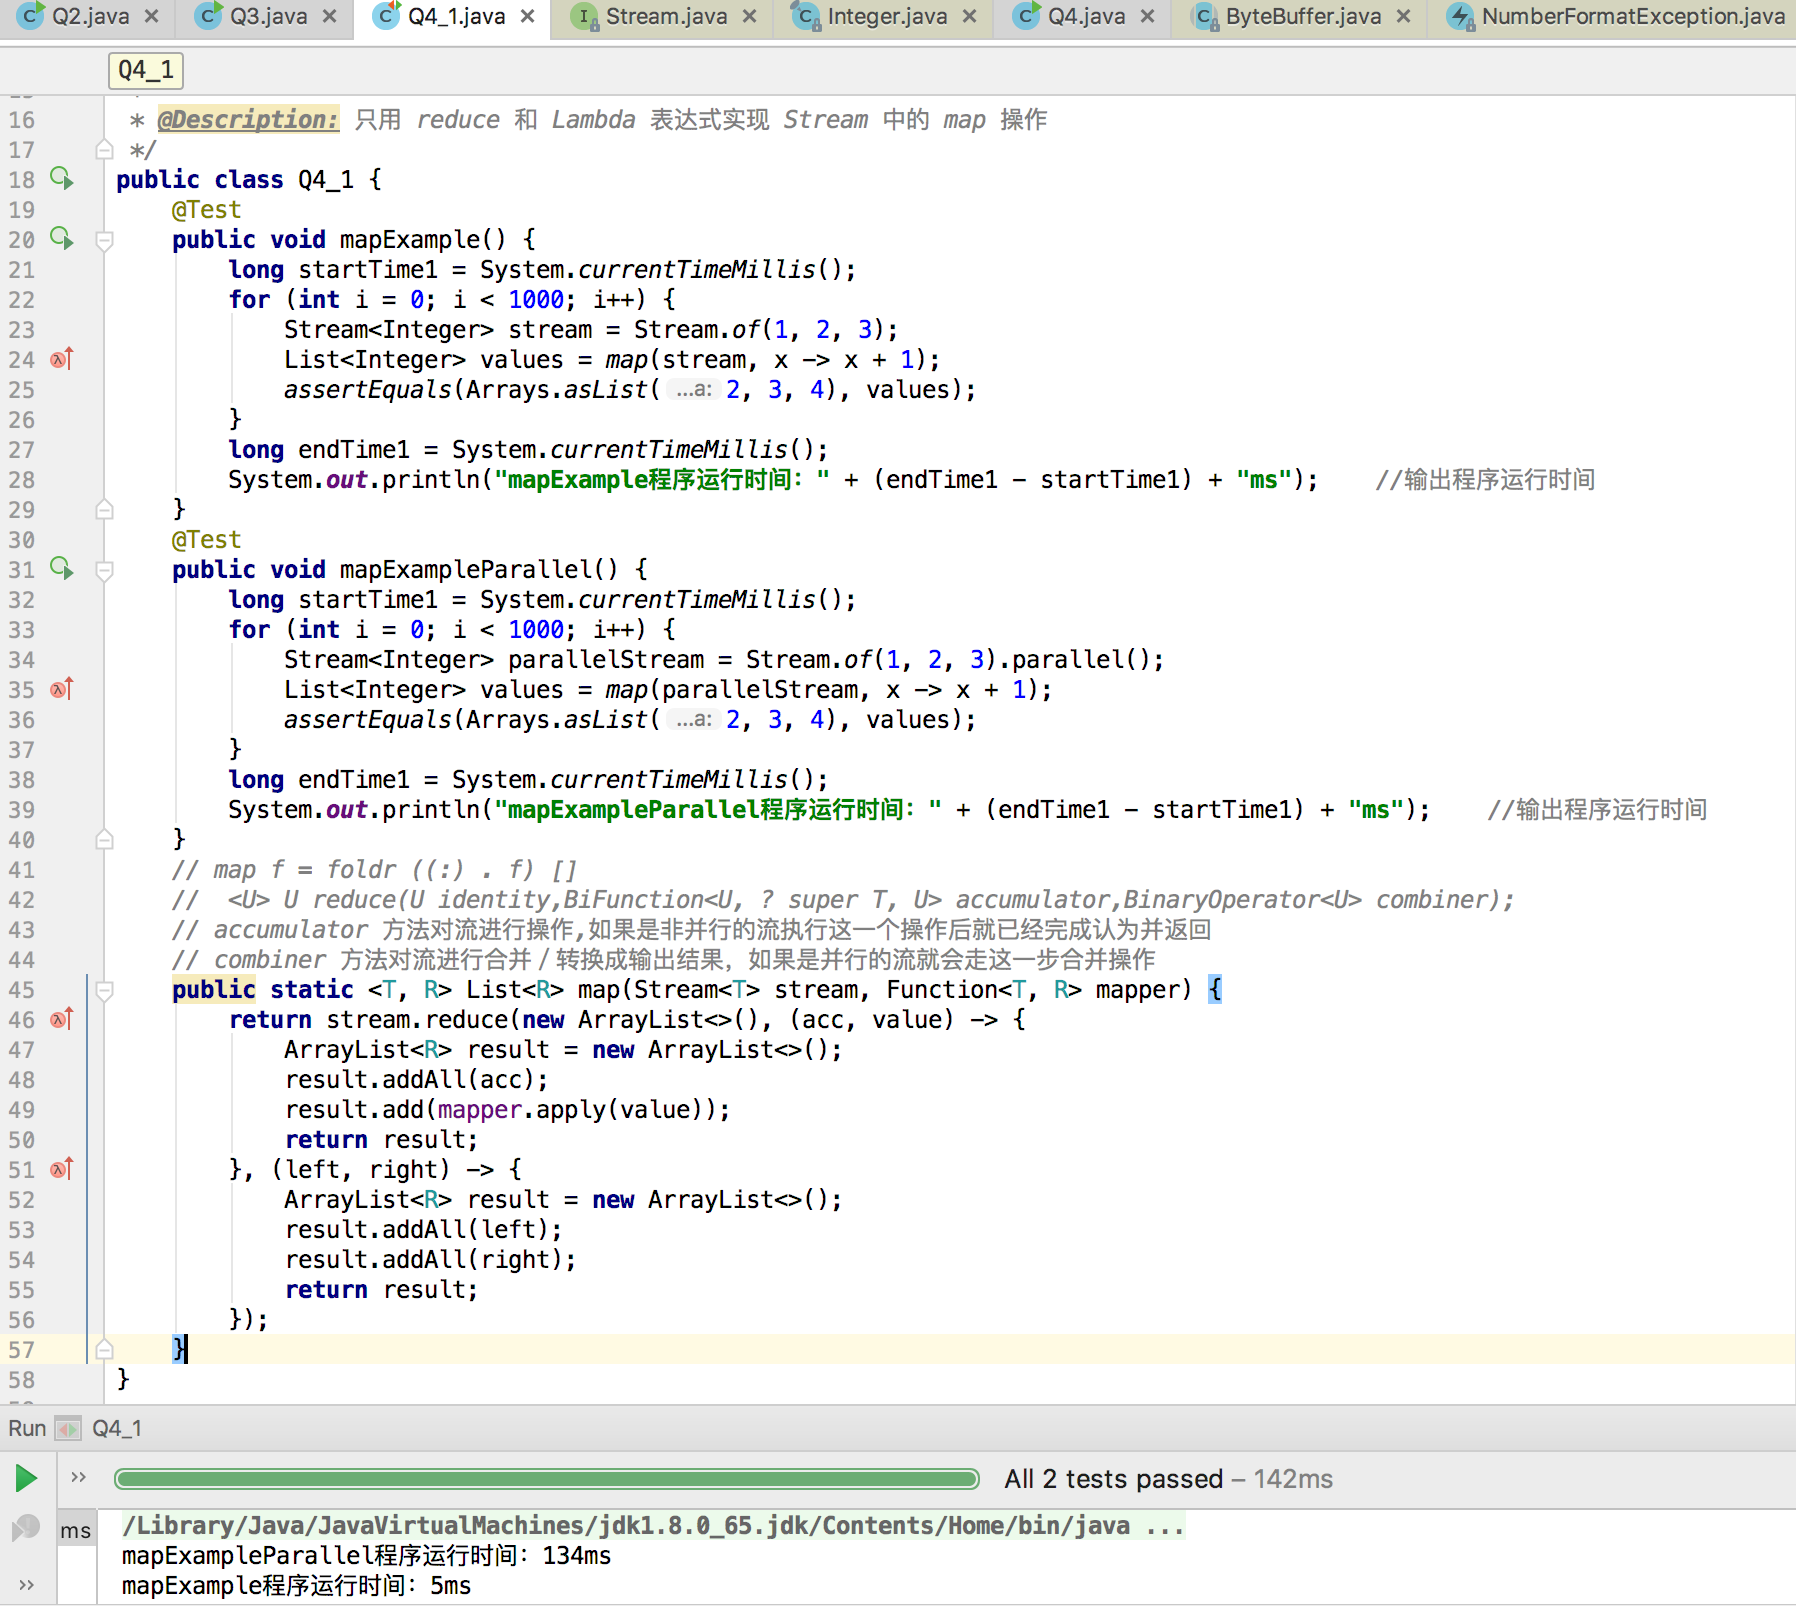 Q2.java Q3.java Q4_1.java Stream.java Integer.java Q4.java ByteBuffer.java NumberFormatException.java
Q4_1
16 * @Description: 只用 reduce 和 Lambda 表达式实现 Stream 中的 map 操作
17 */
18 public class Q4_1 {
19 @Test
20 public void mapExample() {
21 long startTime1 = System.currentTimeMillis();
22 for (int i = 0; i < 1000; i++) {
23 Stream<Integer> stream = Stream.of(1, 2, 3);
24 List<Integer> values = map(stream, x -> x + 1);
25 assertEquals(Arrays.asList( ...a: 2, 3, 4), values);
26 }
27 long endTime1 = System.currentTimeMillis();
28 System.out.println("mapExample程序运行时间：" + (endTime1 - startTime1) + "ms"); //输出程序运行时间
29 }
30 @Test
31 public void mapExampleParallel() {
32 long startTime1 = System.currentTimeMillis();
33 for (int i = 0; i < 1000; i++) {
34 Stream<Integer> parallelStream = Stream.of(1, 2, 3).parallel();
35 List<Integer> values = map(parallelStream, x -> x + 1);
36 assertEquals(Arrays.asList( ...a: 2, 3, 4), values);
37 }
38 long endTime1 = System.currentTimeMillis();
39 System.out.println("mapExampleParallel程序运行时间：" + (endTime1 - startTime1) + "ms"); //输出程序运行时间
40 }
41 // map f = foldr ((:) . f) []
42 // <U> U reduce(U identity,BiFunction<U, ? super T, U> accumulator,BinaryOperator<U> combiner);
43 // accumulator 方法对流进行操作,如果是非并行的流执行这一个操作后就已经完成认为并返回
44 // combiner 方法对流进行合并／转换成输出结果，如果是并行的流就会走这一步合并操作
45 public static <T, R> List<R> map(Stream<T> stream, Function<T, R> mapper) {
46 return stream.reduce(new ArrayList<>(), (acc, value) -> {
47 ArrayList<R> result = new ArrayList<>();
48 result.addAll(acc);
49 result.add(mapper.apply(value));
50 return result;
51 }, (left, right) -> {
52 ArrayList<R> result = new ArrayList<>();
53 result.addAll(left);
54 result.addAll(right);
55 return result;
56 });
57 }
58 }
Run Q4_1
>> All 2 tests passed – 142ms
ms /Library/Java/JavaVirtualMachines/jdk1.8.0_65.jdk/Contents/Home/bin/java ...
mapExampleParallel程序运行时间：134ms
>> mapExample程序运行时间：5ms